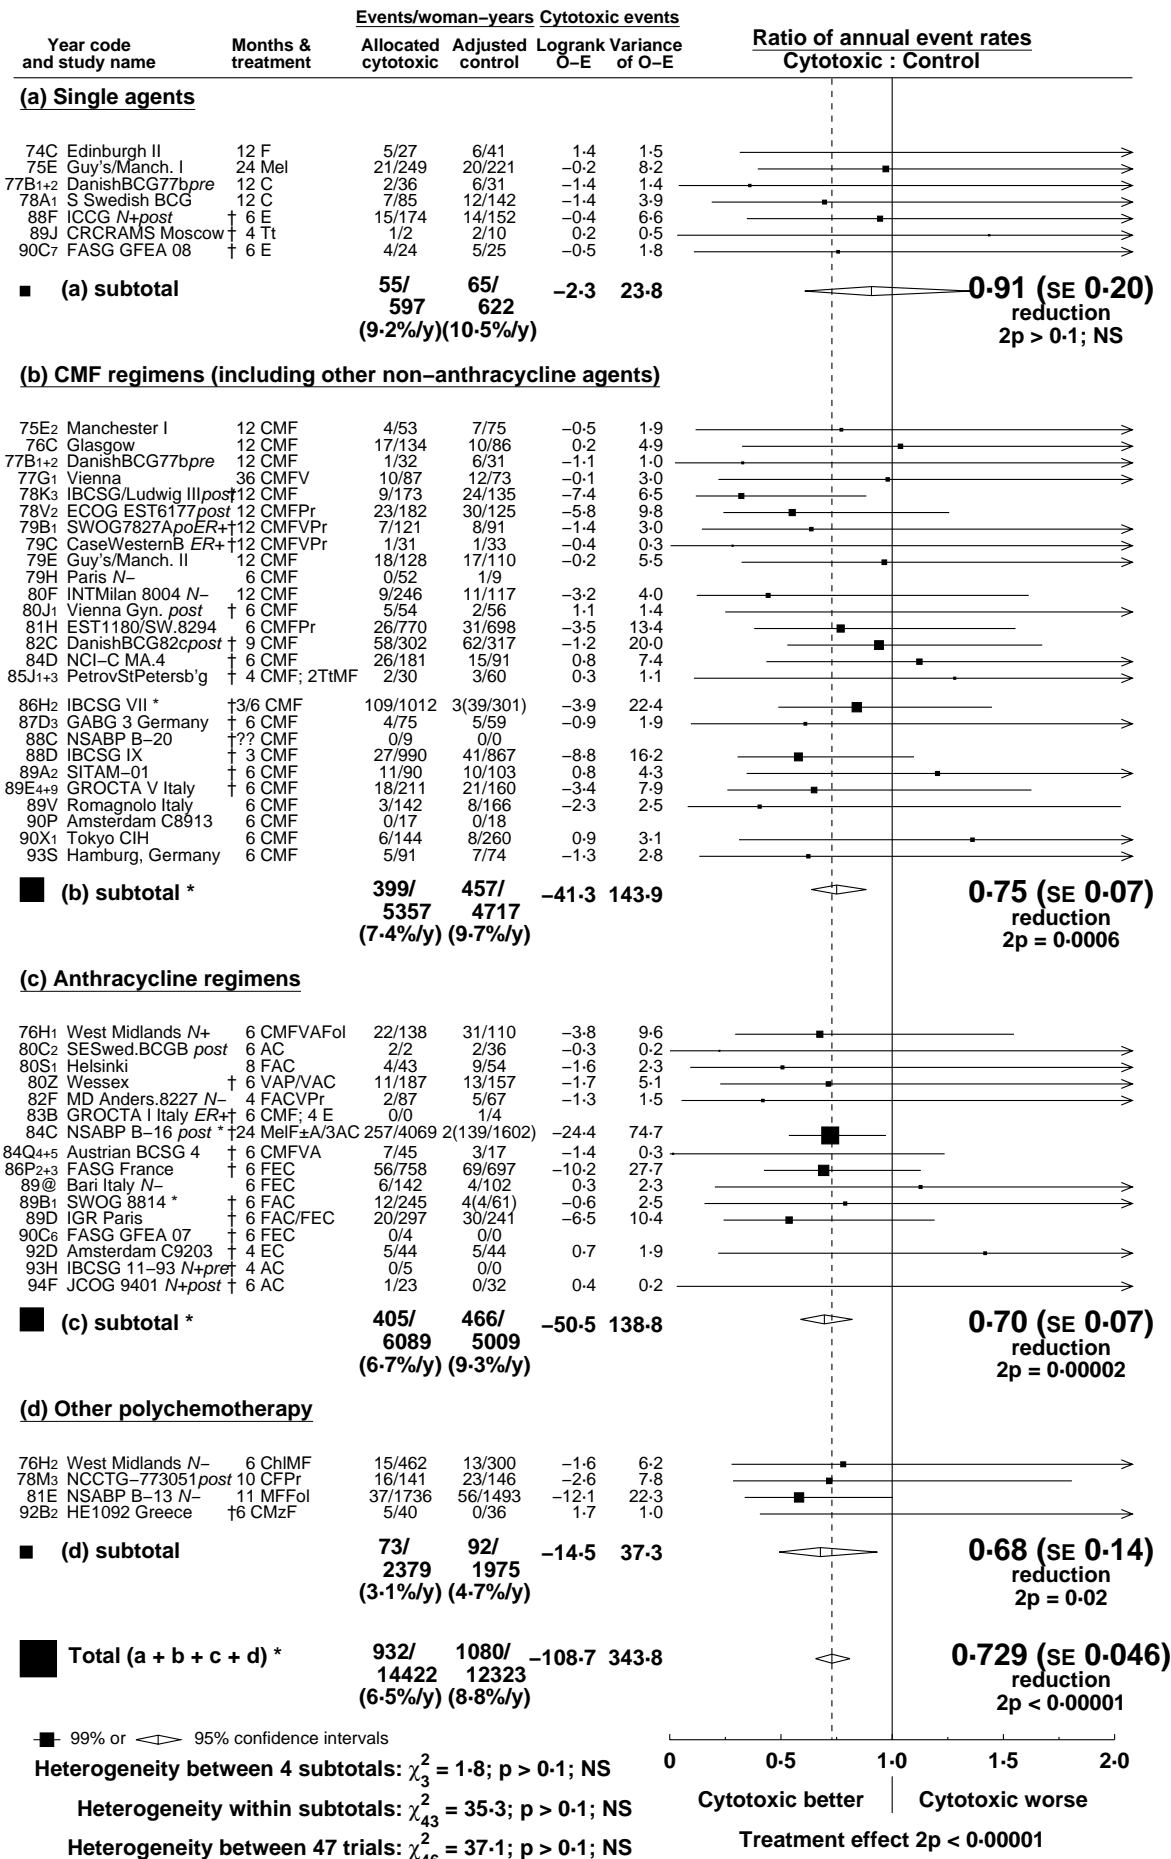 Events/woman–years Cytotoxic events
Year code and study name Months & treatment Allocated cytotoxic Adjusted control Logrank O–E Variance of O–E Ratio of annual event rates Cytotoxic : Control
(a) Single agents
74C Edinburgh II 12 F 5/27 6/41 1·4 1·5
75E Guy's/Manch. I 24 Mel 21/249 20/221 –0·2 8·2
77B1+2 DanishBCG77bpre 12 C 2/36 6/31 –1·4 1·4
78A1 S Swedish BCG 12 C 7/85 12/142 –1·4 3·9
88F ICCG N+post † 6 E 15/174 14/152 –0·4 6·6
89J CRCRAMS Moscow † 4 Tt 1/2 2/10 0·2 0·5
90C7 FASG GFEA 08 † 6 E 4/24 5/25 –0·5 1·8
(a) subtotal 55/597 (9·2%/y) 65/622 (10·5%/y) –2·3 23·8 0·91 (SE 0·20) reduction 2p > 0·1; NS
(b) CMF regimens (including other non–anthracycline agents)
75E2 Manchester I 12 CMF 4/53 7/75 –0·5 1·9
76C Glasgow 12 CMF 17/134 10/86 0·2 4·9
77B1+2 DanishBCG77bpre 12 CMF 1/32 6/31 –1·1 1·0
77G1 Vienna 36 CMFV 10/87 12/73 –0·1 3·0
78K3 IBCSG/Ludwig IIIpost †12 CMF 9/173 24/135 –7·4 6·5
78V2 ECOG EST6177post 12 CMFPr 23/182 30/125 –5·8 9·8
79B1 SWOG7827ApoER+ †12 CMFVPr 7/121 8/91 –1·4 3·0
79C CaseWesternB ER+ †12 CMFVPr 1/31 1/33 –0·4 0·3
79E Guy's/Manch. II 12 CMF 18/128 17/110 –0·2 5·5
79H Paris N– 6 CMF 0/52 1/9
80F INTMilan 8004 N– 12 CMF 9/246 11/117 –3·2 4·0
80J1 Vienna Gyn. post † 6 CMF 5/54 2/56 1·1 1·4
81H EST1180/SW.8294 6 CMFPr 26/770 31/698 –3·5 13·4
82C DanishBCG82cpost † 9 CMF 58/302 62/317 –1·2 20·0
84D NCI–C MA.4 † 6 CMF 26/181 15/91 0·8 7·4
85J1+3 PetrovStPetersb'g † 4 CMF; 2TtMF 2/30 3/60 0·3 1·1
86H2 IBCSG VII * †3/6 CMF 109/1012 3(39/301) –3·9 22·4
87D3 GABG 3 Germany † 6 CMF 4/75 5/59 –0·9 1·9
88C NSABP B–20 †?? CMF 0/9 0/0
88D IBCSG IX † 3 CMF 27/990 41/867 –8·8 16·2
89A2 SITAM–01 † 6 CMF 11/90 10/103 0·8 4·3
89E4+9 GROCTA V Italy † 6 CMF 18/211 21/160 –3·4 7·9
89V Romagnolo Italy 6 CMF 3/142 8/166 –2·3 2·5
90P Amsterdam C8913 6 CMF 0/17 0/18
90X1 Tokyo CIH 6 CMF 6/144 8/260 0·9 3·1
93S Hamburg, Germany 6 CMF 5/91 7/74 –1·3 2·8
(b) subtotal * 399/5357 (7·4%/y) 457/4717 (9·7%/y) –41·3 143·9 0·75 (SE 0·07) reduction 2p = 0·0006
(c) Anthracycline regimens
76H1 West Midlands N+ 6 CMFVAFol 22/138 31/110 –3·8 9·6
80C2 SESwed.BCGB post 6 AC 2/2 2/36 –0·3 0·2
80S1 Helsinki 8 FAC 4/43 9/54 –1·6 2·3
80Z Wessex † 6 VAP/VAC 11/187 13/157 –1·7 5·1
82F MD Anders.8227 N– 4 FACVPr 2/87 5/67 –1·3 1·5
83B GROCTA I Italy ER+ † 6 CMF; 4 E 0/0 1/4
84C NSABP B–16 post * †24 MelF±A/3AC 257/4069 2(139/1602) –24·4 74·7
84Q4+5 Austrian BCSG 4 † 6 CMFVA 7/45 3/17 –1·4 0·3
86P2+3 FASG France † 6 FEC 56/758 69/697 –10·2 27·7
89@ Bari Italy N– 6 FEC 6/142 4/102 0·3 2·3
89B1 SWOG 8814 * † 6 FAC 12/245 4(4/61) –0·6 2·5
89D IGR Paris † 6 FAC/FEC 20/297 30/241 –6·5 10·4
90C6 FASG GFEA 07 † 6 FEC 0/4 0/0
92D Amsterdam C9203 † 4 EC 5/44 5/44 0·7 1·9
93H IBCSG 11–93 N+pre † 4 AC 0/5 0/0
94F JCOG 9401 N+post † 6 AC 1/23 0/32 0·4 0·2
(c) subtotal * 405/6089 (6·7%/y) 466/5009 (9·3%/y) –50·5 138·8 0·70 (SE 0·07) reduction 2p = 0·00002
(d) Other polychemotherapy
76H2 West Midlands N– 6 ChlMF 15/462 13/300 –1·6 6·2
78M3 NCCTG–773051post 10 CFPr 16/141 23/146 –2·6 7·8
81E NSABP B–13 N– 11 MFFol 37/1736 56/1493 –12·1 22·3
92B2 HE1092 Greece †6 CMzF 5/40 0/36 1·7 1·0
(d) subtotal 73/2379 (3·1%/y) 92/1975 (4·7%/y) –14·5 37·3 0·68 (SE 0·14) reduction 2p = 0·02
Total (a + b + c + d) * 932/14422 (6·5%/y) 1080/12323 (8·8%/y) –108·7 343·8 0·729 (SE 0·046) reduction 2p < 0·00001
99% or 95% confidence intervals
0 0·5 1·0 1·5 2·0
Heterogeneity between 4 subtotals: χ²₃ = 1·8; p > 0·1; NS
Cytotoxic better Cytotoxic worse
Heterogeneity within subtotals: χ²₄₃ = 35·3; p > 0·1; NS
Treatment effect 2p < 0·00001
Heterogeneity between 47 trials: χ²₄₆ = 37·1; p > 0·1; NS